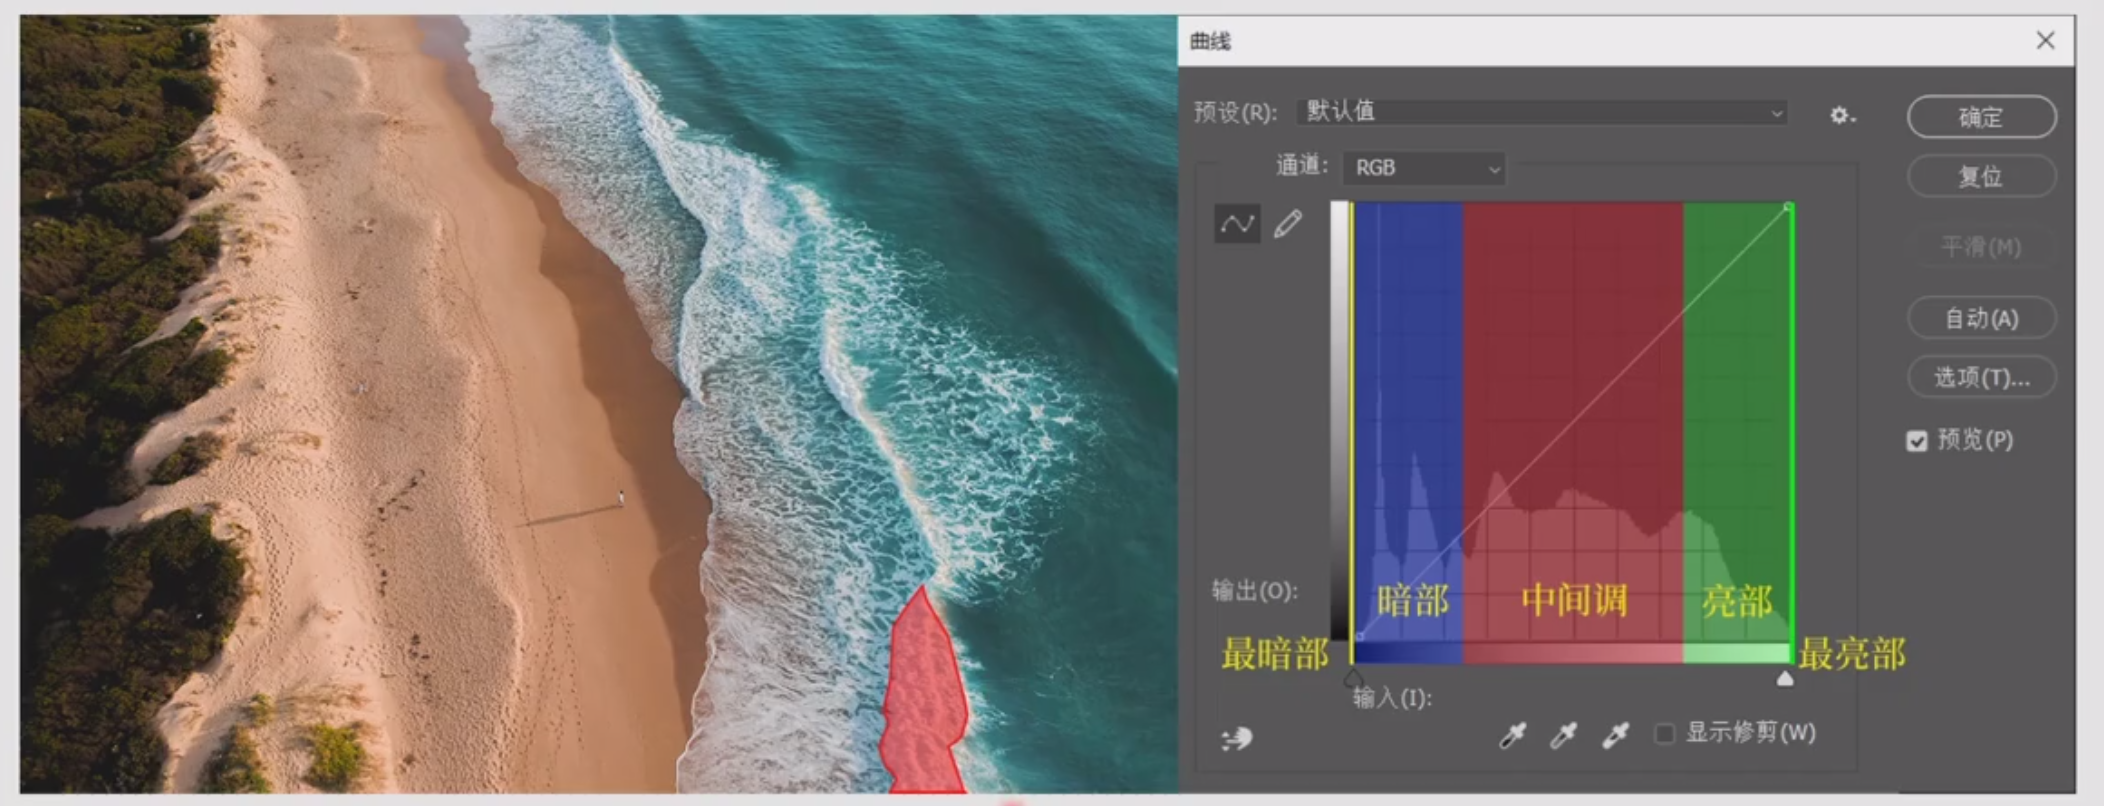 曲线
预设(R): 默认值
确定
通道: RGB
复位
平滑(M)
自动(A)
选项(T)...
预览(P)
输出(O):
暗部 中间调 亮部
最暗部 最亮部
输入(I):
显示修剪(W)